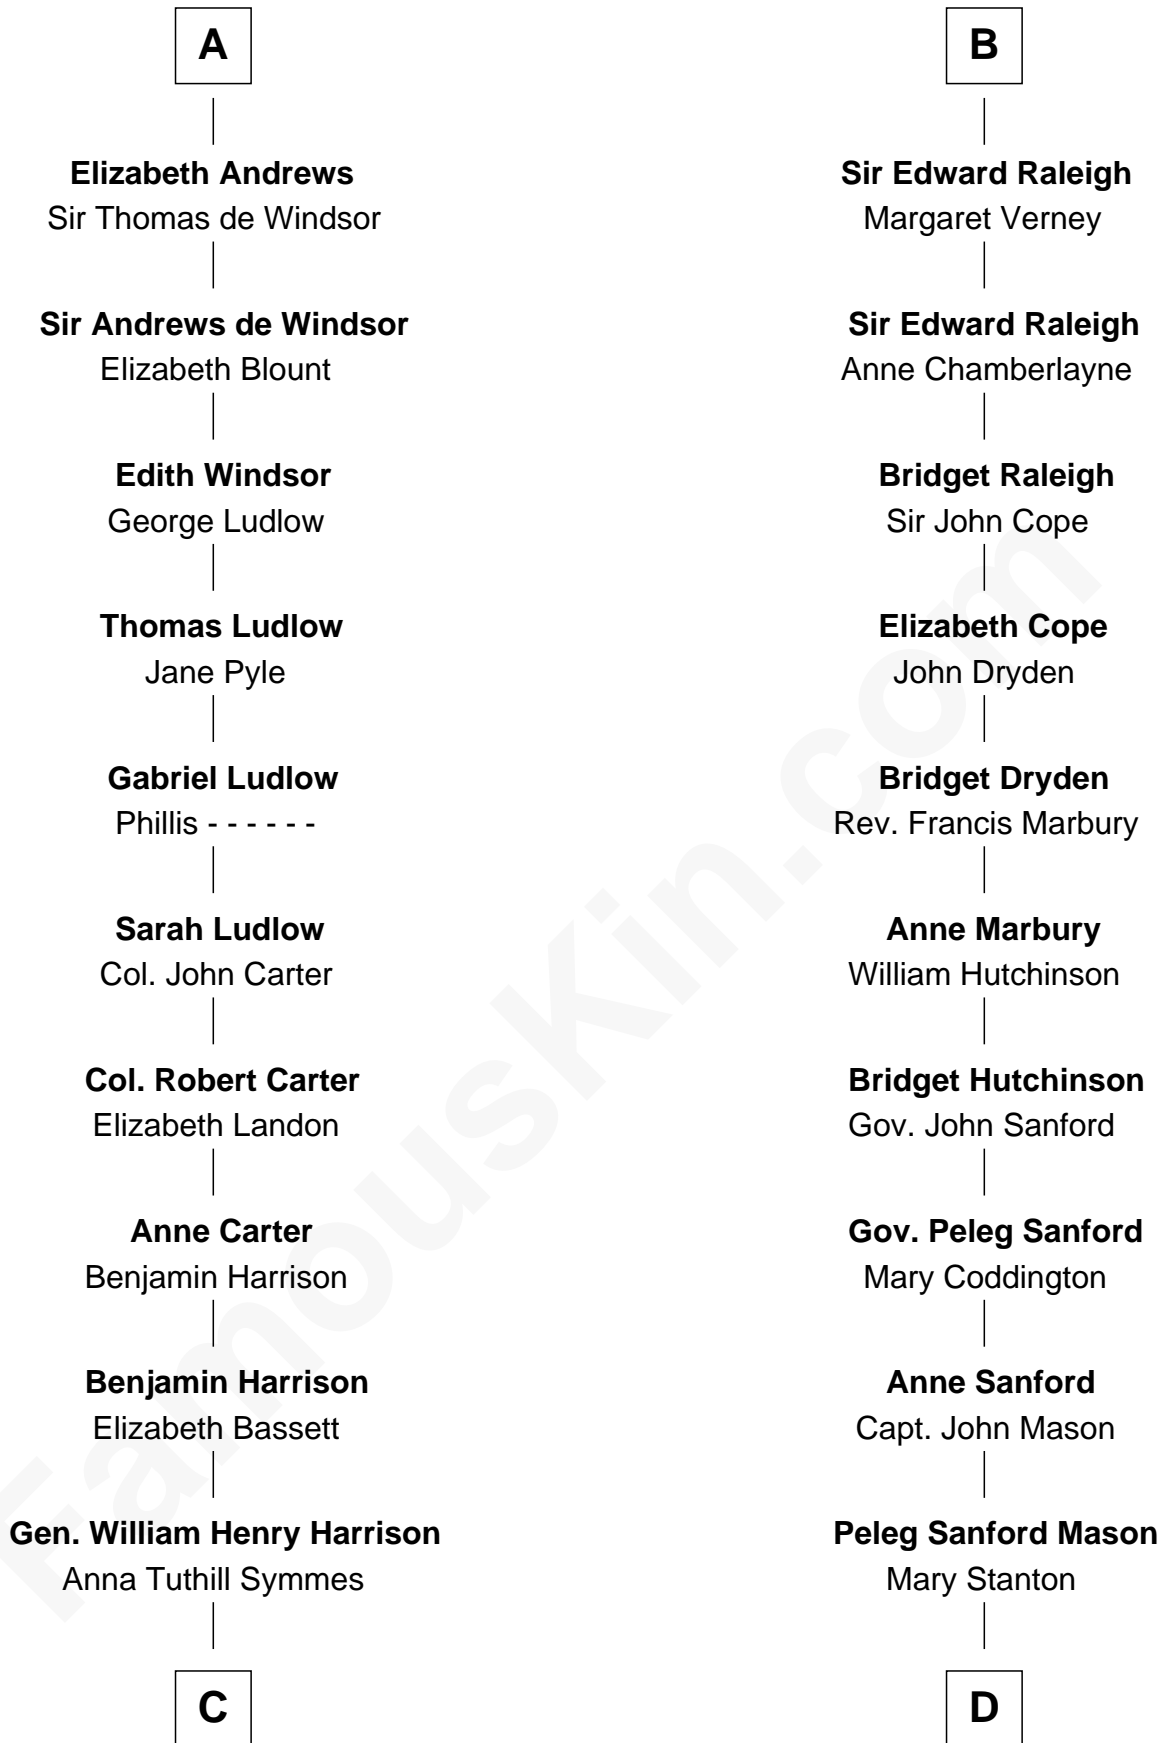 A
Elizabeth Andrews
Sir Thomas de Windsor
Sir Andrews de Windsor
Elizabeth Blount
Edith Windsor
George Ludlow
Thomas Ludlow
Jane Pyle
Gabriel Ludlow
Phillis - - - - - -
Sarah Ludlow
Col. John Carter
Col. Robert Carter
Elizabeth Landon
Anne Carter
Benjamin Harrison
Benjamin Harrison
Elizabeth Bassett
Gen. William Henry Harrison
Anna Tuthill Symmes
C
B
Sir Edward Raleigh
Margaret Verney
Sir Edward Raleigh
Anne Chamberlayne
Bridget Raleigh
Sir John Cope
Elizabeth Cope
John Dryden
Bridget Dryden
Rev. Francis Marbury
Anne Marbury
William Hutchinson
Bridget Hutchinson
Gov. John Sanford
Gov. Peleg Sanford
Mary Coddington
Anne Sanford
Capt. John Mason
Peleg Sanford Mason
Mary Stanton
D
FamousKin.com